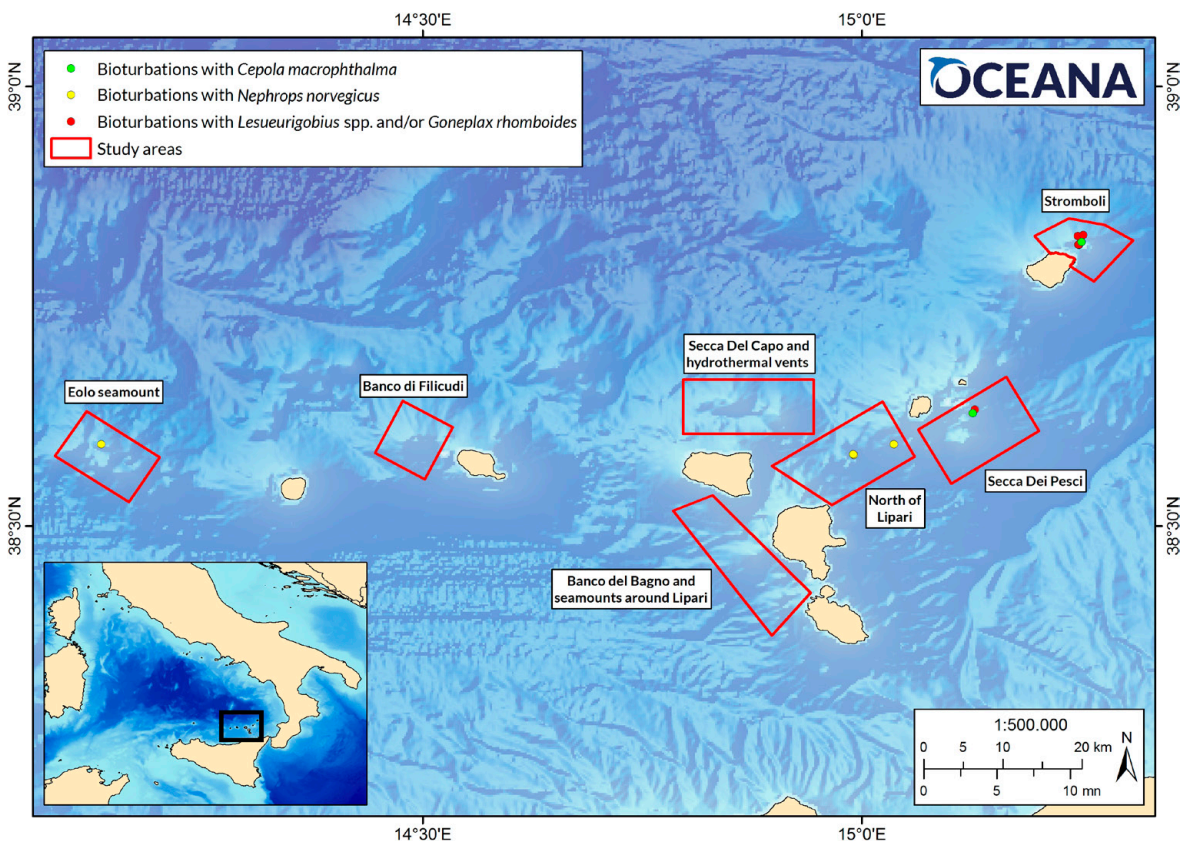 14°30'E
15°0'E
39°0'N
39°0'N
Bioturbations with Cepola macrophthalma
Bioturbations with Nephrops norvegicus
Bioturbations with Lesueurigobius spp. and/or Goneplax rhomboides
Study areas
OCEANA
Stromboli
Secca Del Capo and
hydrothermal vents
Banco di Filicudi
Eolo seamount
Secca Dei Pesci
North of
Lipari
38°30'N
38°30'N
Banco del Bagno and
seamounts around Lipari
1:500.000
0 5 10 20 km
0 5 10 mn
N
14°30'E
15°0'E